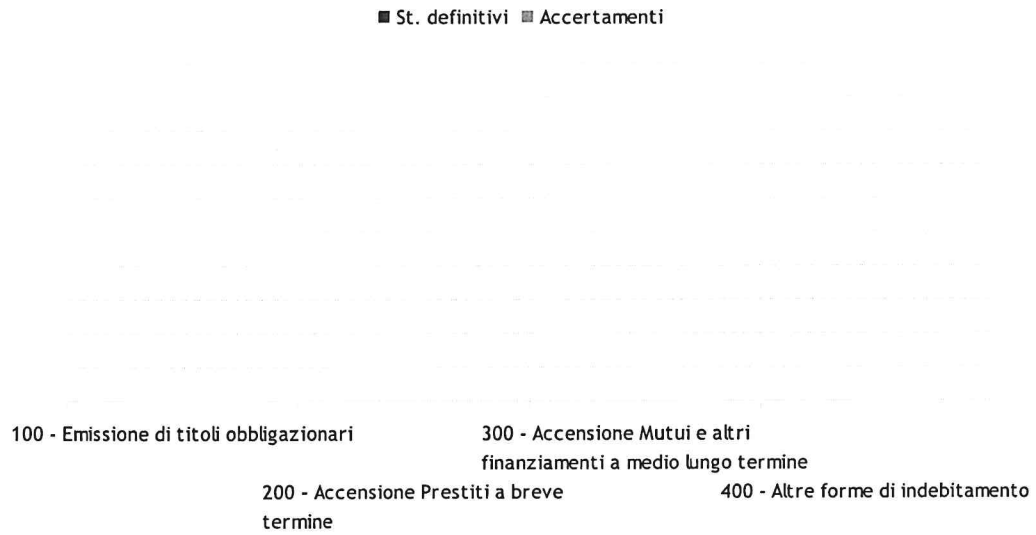 St. definitivi Accertamenti
100 - Emissione di titoli obbligazionari
300 - Accensione Mutui e altri
finanziamenti a medio lungo termine
200 - Accensione Prestiti a breve
termine
400 - Altre forme di indebitamento